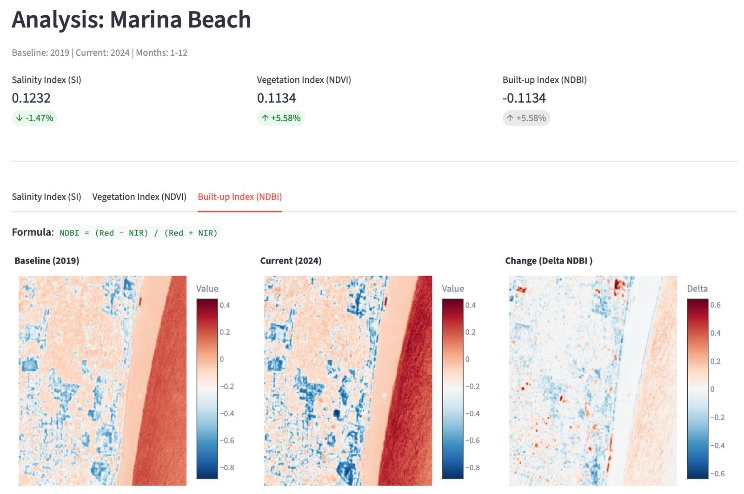 Analysis: Marina Beach
Baseline: 2019 | Current: 2024 | Months: 1-12
Salinity Index (SI) Vegetation Index (NDVI) Built-up Index (NDBI)
0.1232 0.1134 -0.1134
↓ -1.47% ↑ +5.58% ↑ +5.58%
Salinity Index (SI) Vegetation Index (NDVI) Built-up Index (NDBI)
Formula: NDBI = (Red − NIR) / (Red + NIR)
Baseline (2019) Current (2024) Change (Delta NDBI )
Value Value Delta
0.4 0.4 0.6
0.2 0.2 0.4
0 0 0.2
−0.2 −0.2 0
−0.4 −0.4 −0.2
−0.6 −0.6 −0.4
−0.8 −0.8 −0.6